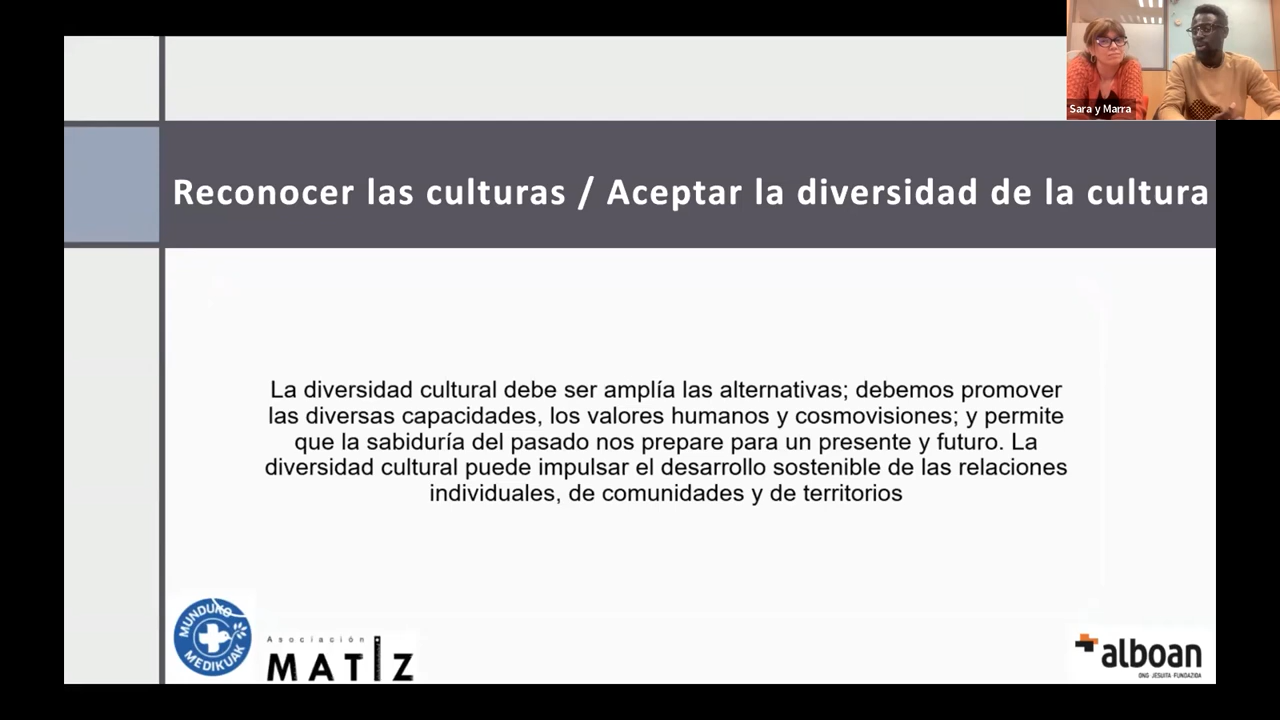 Sara y Marra
Reconocer las culturas / Aceptar la diversidad de la cultura
La diversidad cultural debe ser amplía las alternativas; debemos promover
las diversas capacidades, los valores humanos y cosmovisiones; y permite
que la sabiduría del pasado nos prepare para un presente y futuro. La
diversidad cultural puede impulsar el desarrollo sostenible de las relaciones
individuales, de comunidades y de territorios
MUNDUKO
MEDIKUAK
Asociación
MATIZ
alboan
ONG JESUITA FUNDAZIOA